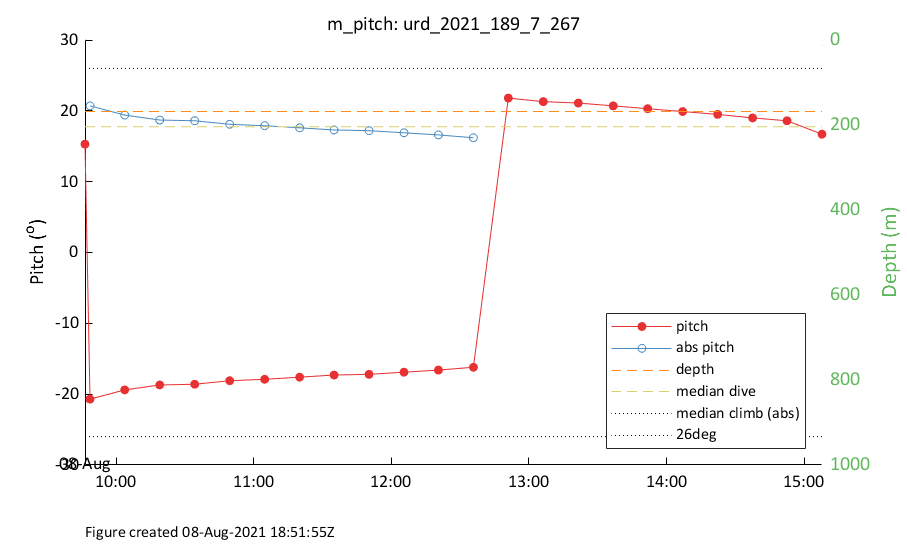 m_pitch: urd_2021_189_7_267
30
20
10
0
-10
-20
-30
Pitch (º)
0
200
400
600
800
1000
Depth (m)
pitch
abs pitch
depth
median dive
median climb (abs)
26deg
08-Aug
10:00 11:00 12:00 13:00 14:00 15:00
Figure created 08-Aug-2021 18:51:55Z